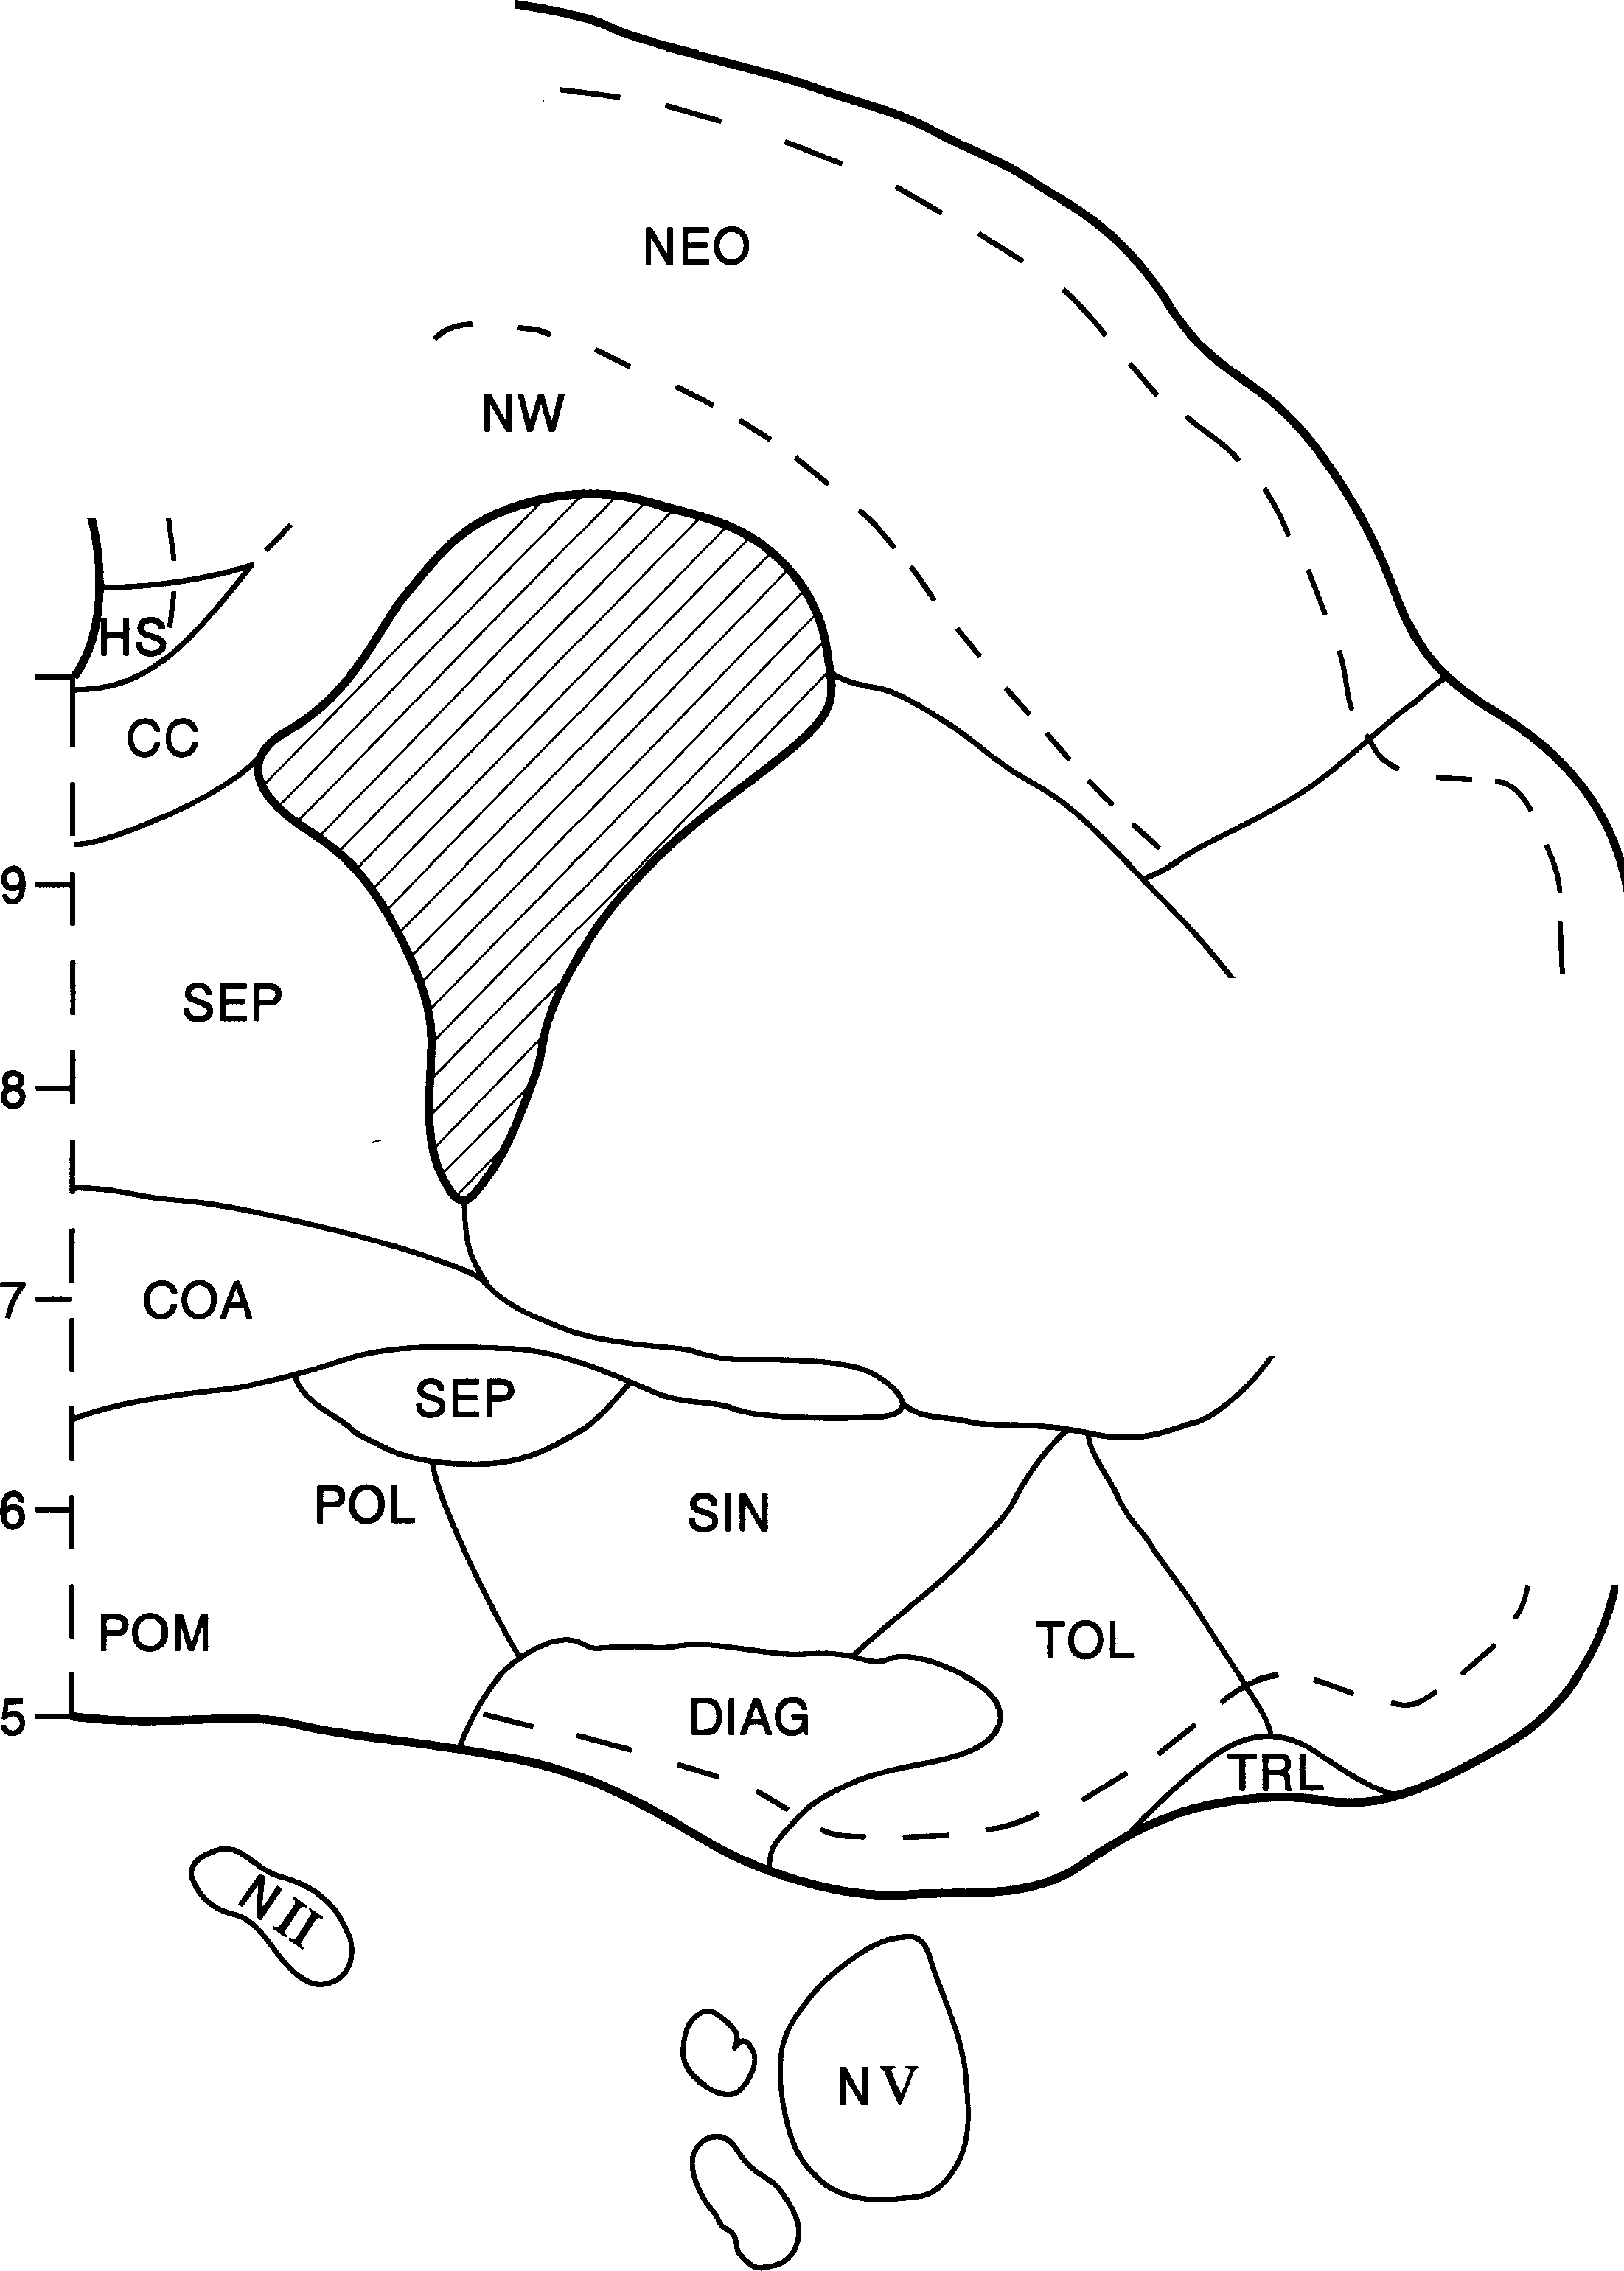 NEO
NW
HS
CC
9
SEP
8
7
COA
SEP
6
POL
SIN
POM
TOL
5
DIAG
TRL
NII
NV